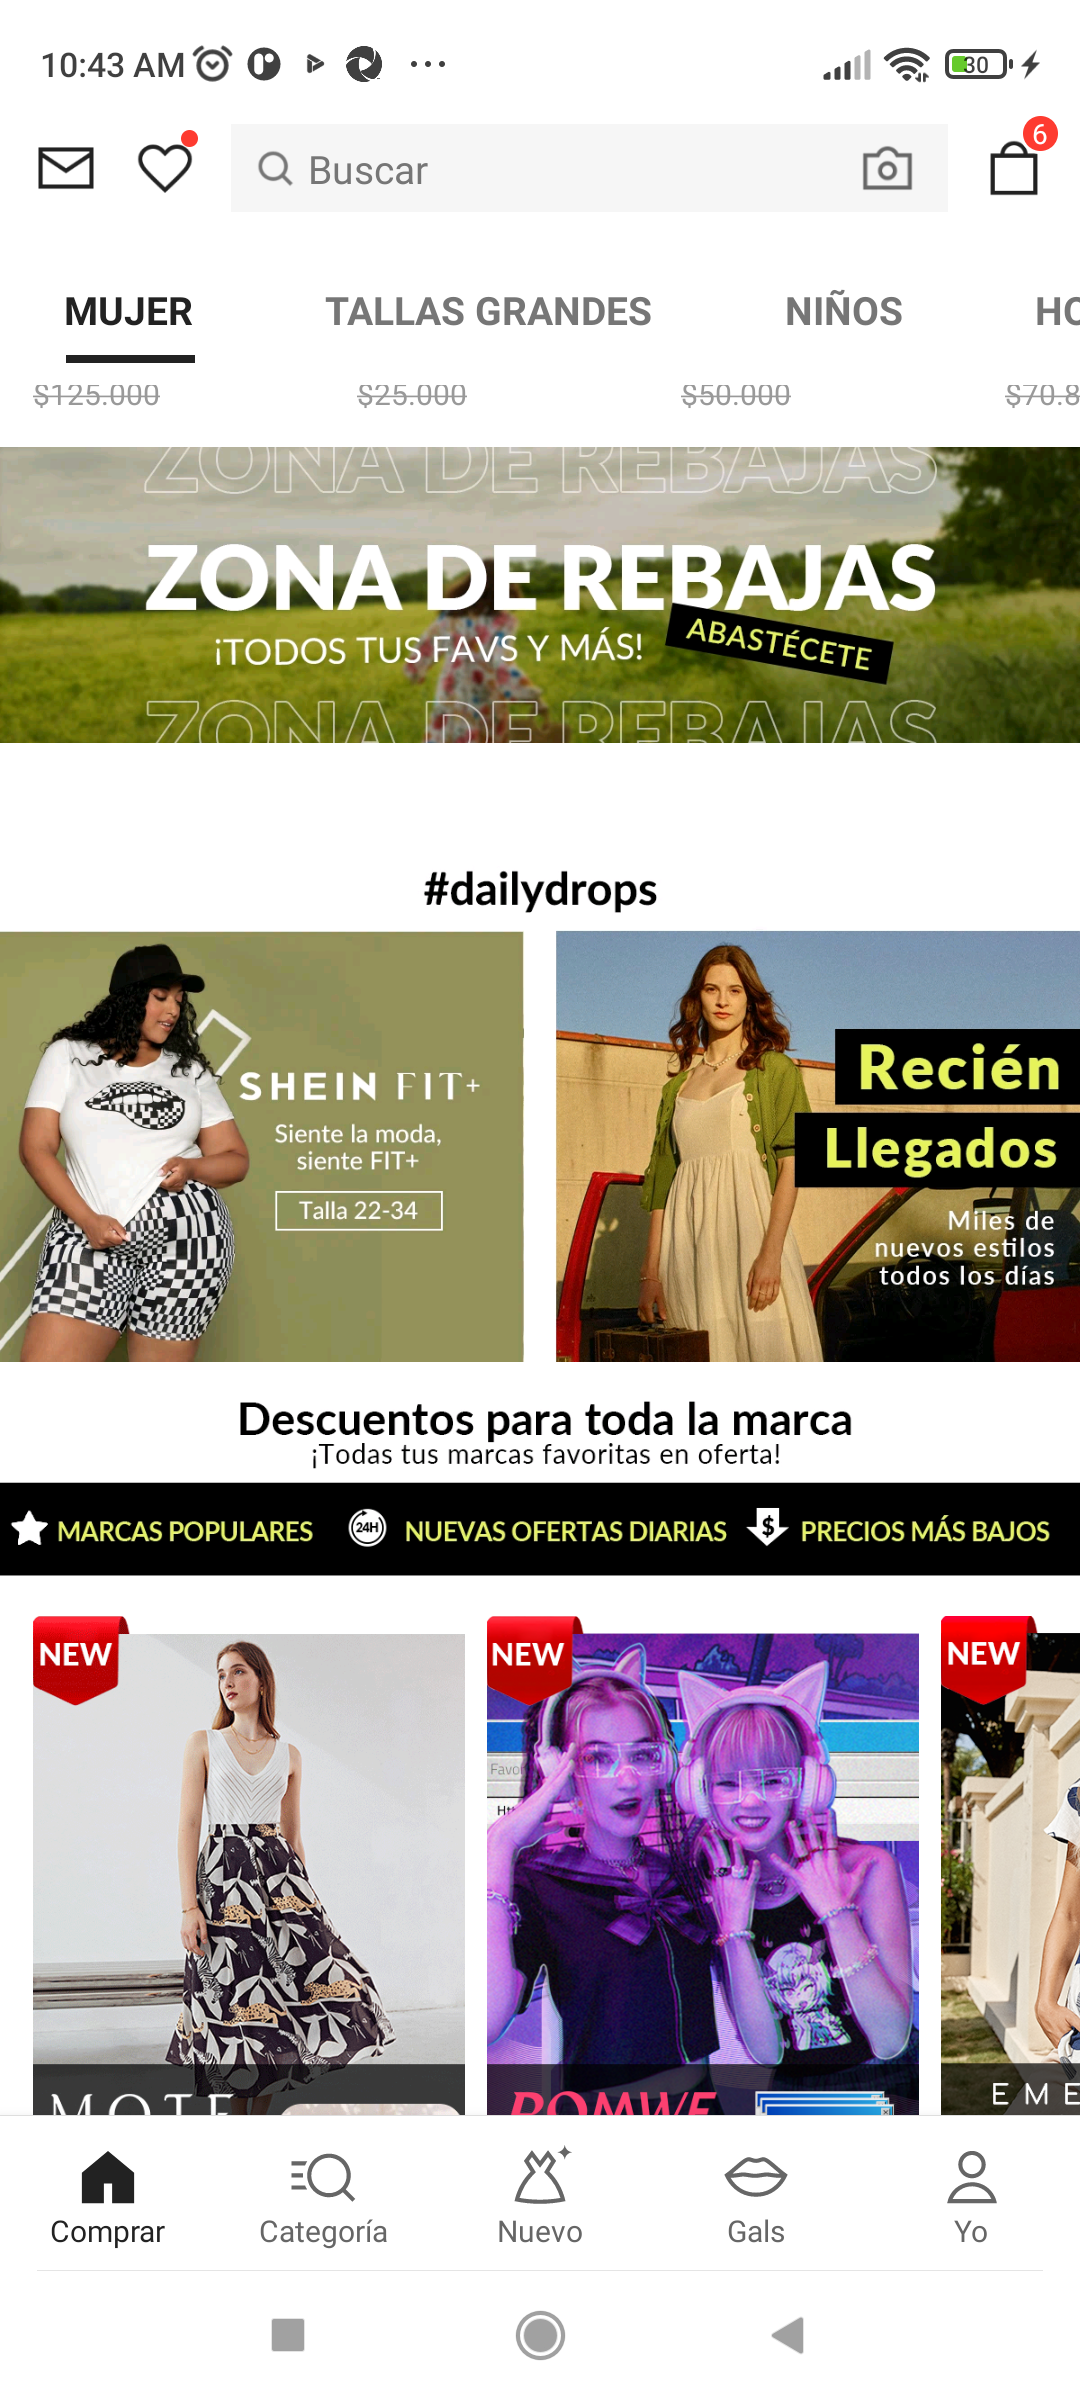 10:43 AM
30
6
Buscar
MUJER TALLAS GRANDES NIÑOS HO
$125.000 $25.000 $50.000 $70.8
ZONA DE REBAJAS
ZONA DE REBAJAS
¡TODOS TUS FAVS Y MÁS!
ABASTÉCETE
ZONA DE REBAJAS
#dailydrops
SHEIN FIT+
Siente la moda,
siente FIT+
Talla 22-34
Recién
Llegados
Miles de
nuevos estilos
todos los días
Descuentos para toda la marca
¡Todas tus marcas favoritas en oferta!
MARCAS POPULARES 24H NUEVAS OFERTAS DIARIAS $ PRECIOS MÁS BAJOS
NEW NEW NEW
Favor
MOTF
ROMWE
EME
Comprar Categoría Nuevo Gals Yo